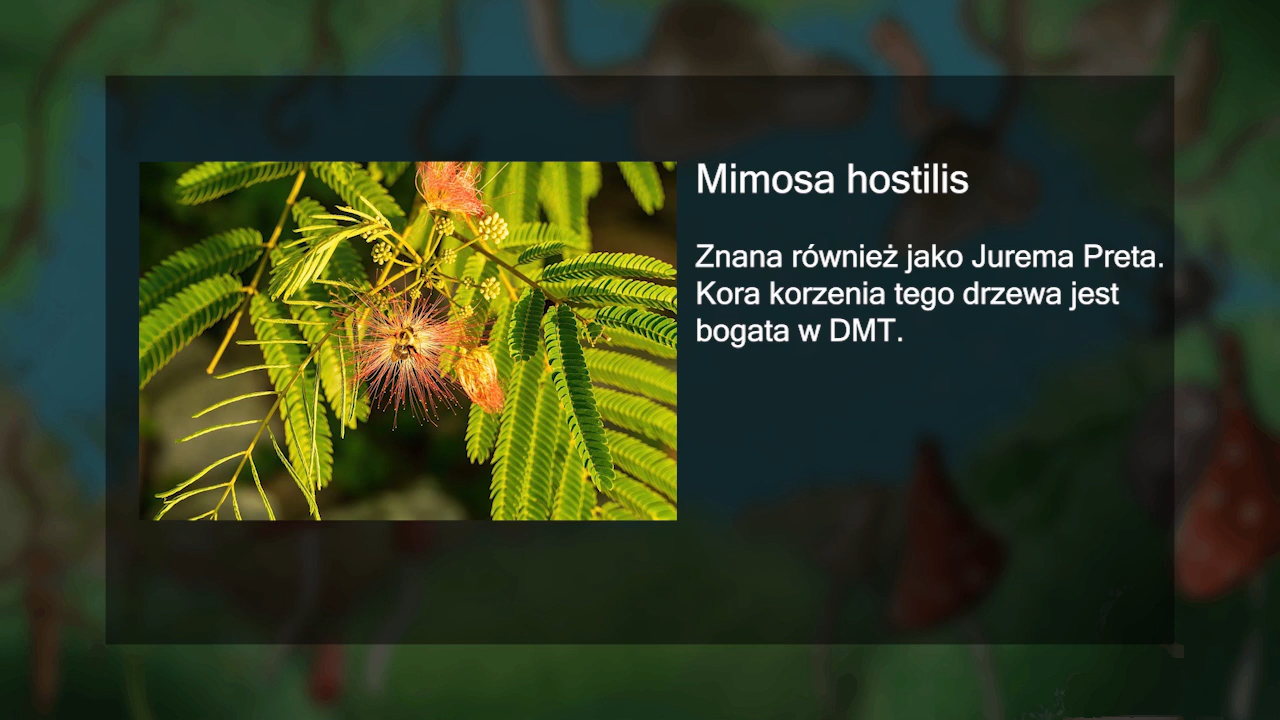 Mimosa hostilis
Znana również jako Jurema Preta.
Kora korzenia tego drzewa jest
bogata w DMT.